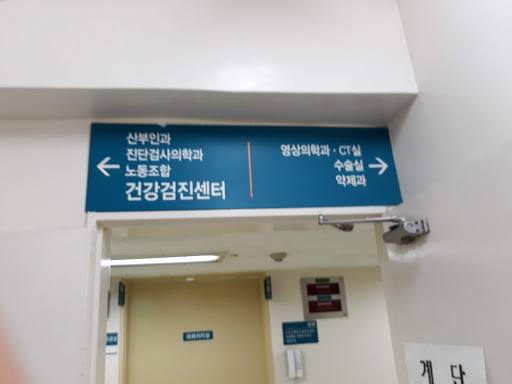 산부인과
진단검사의학과
노동조합
← 건강검진센터
영상의학과 · CT실
수술실 →
약제과
계단